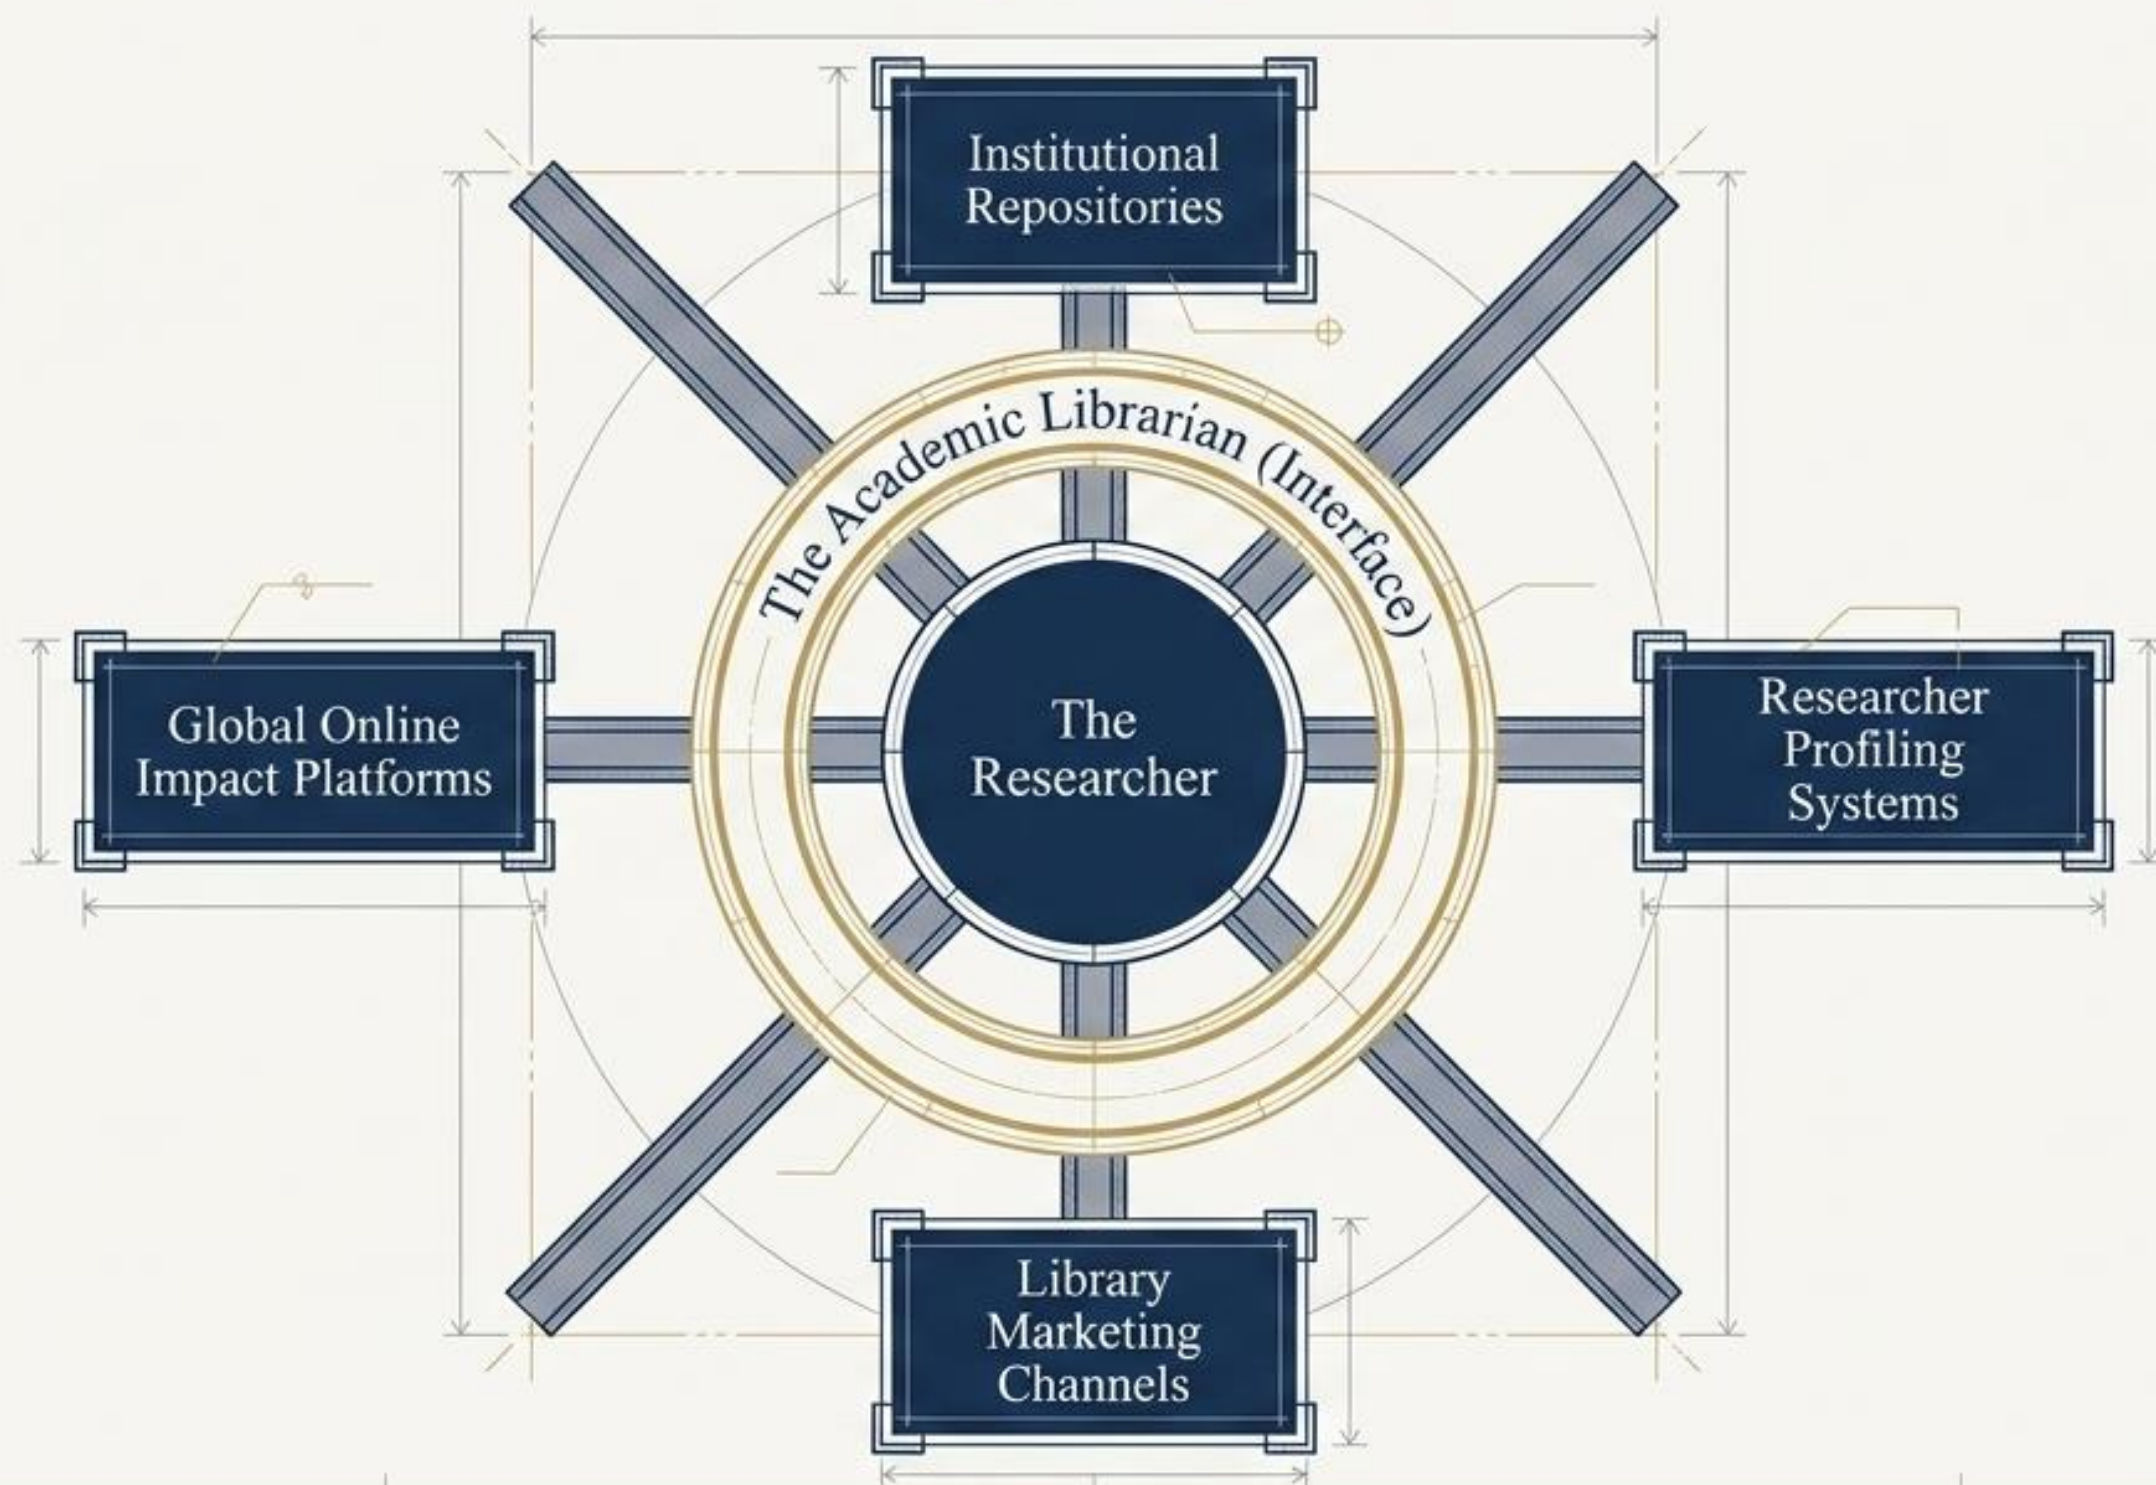 Institutional
Repositories
The Academic Librarian (Interface)
Global Online
Impact Platforms
The
Researcher
Researcher
Profiling
Systems
Library
Marketing
Channels